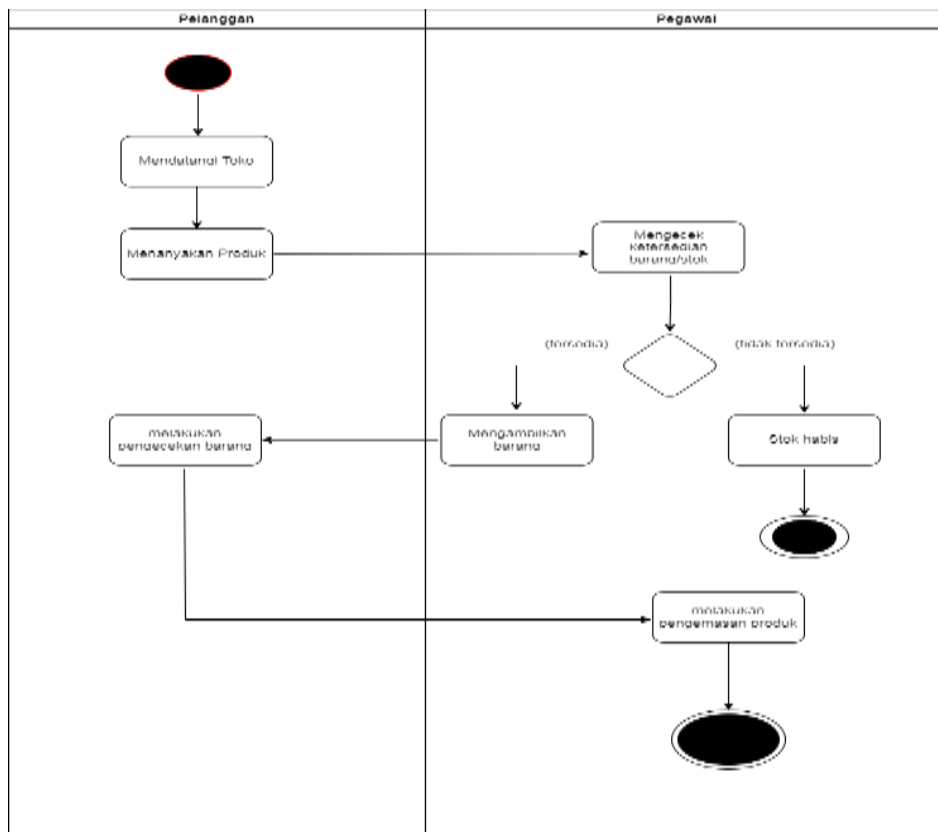 Pelanggan
Pegawai
Mendatangi Toko
Menanyakan Produk
Mengecek
ketersedian
barang/stok
(tersedia)
(tidak tersedia)
melakukan
pengecekan barang
Mengambilkan
barang
Stok habis
melakukan
pengemasan produk